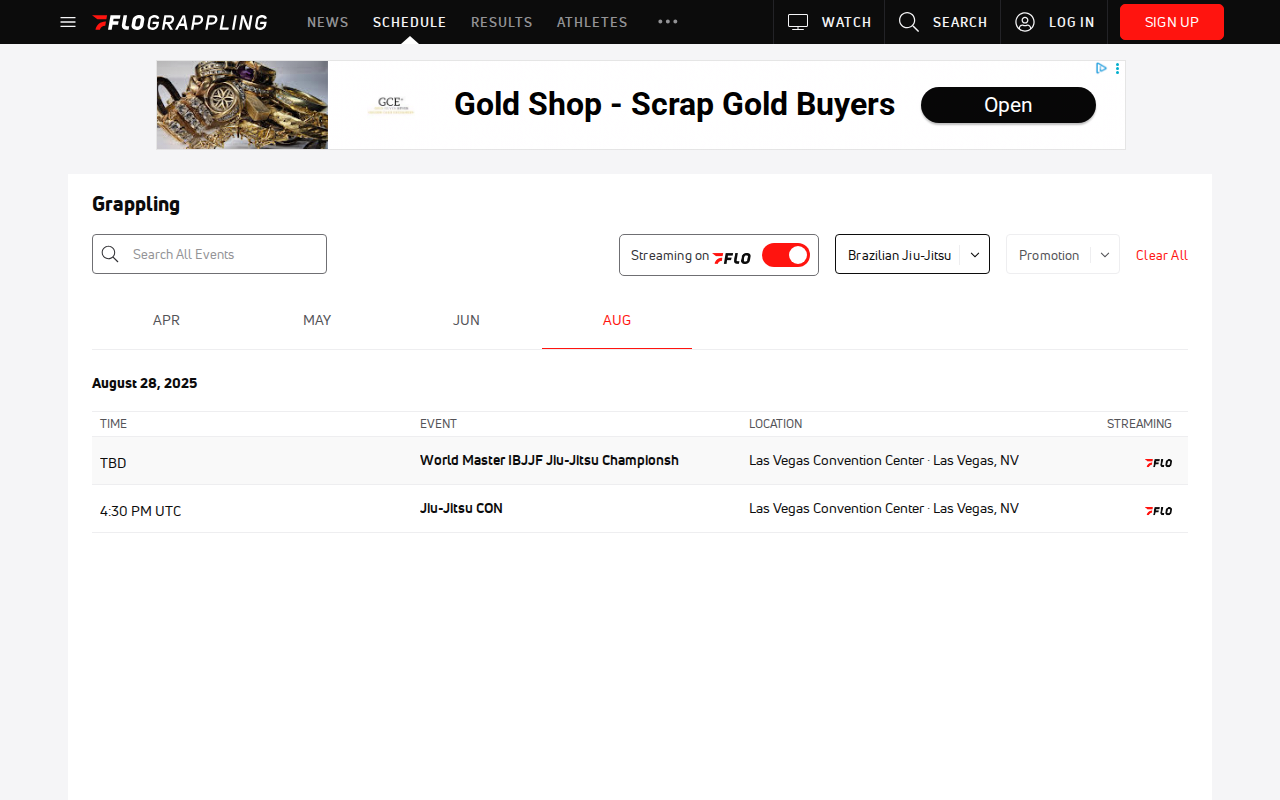 FLOGRAPPLING NEWS SCHEDULE RESULTS ATHLETES WATCH SEARCH LOG IN SIGN UP
GCE
Gold Shop - Scrap Gold Buyers
Open
Grappling
Search All Events
Streaming on FLO
Brazilian Jiu-Jitsu
Promotion
Clear All
APR MAY JUN AUG
August 28, 2025
TIME EVENT LOCATION STREAMING
TBD World Master IBJJF Jiu-Jitsu Championsh Las Vegas Convention Center · Las Vegas, NV FLO
4:30 PM UTC Jiu-Jitsu CON Las Vegas Convention Center · Las Vegas, NV FLO